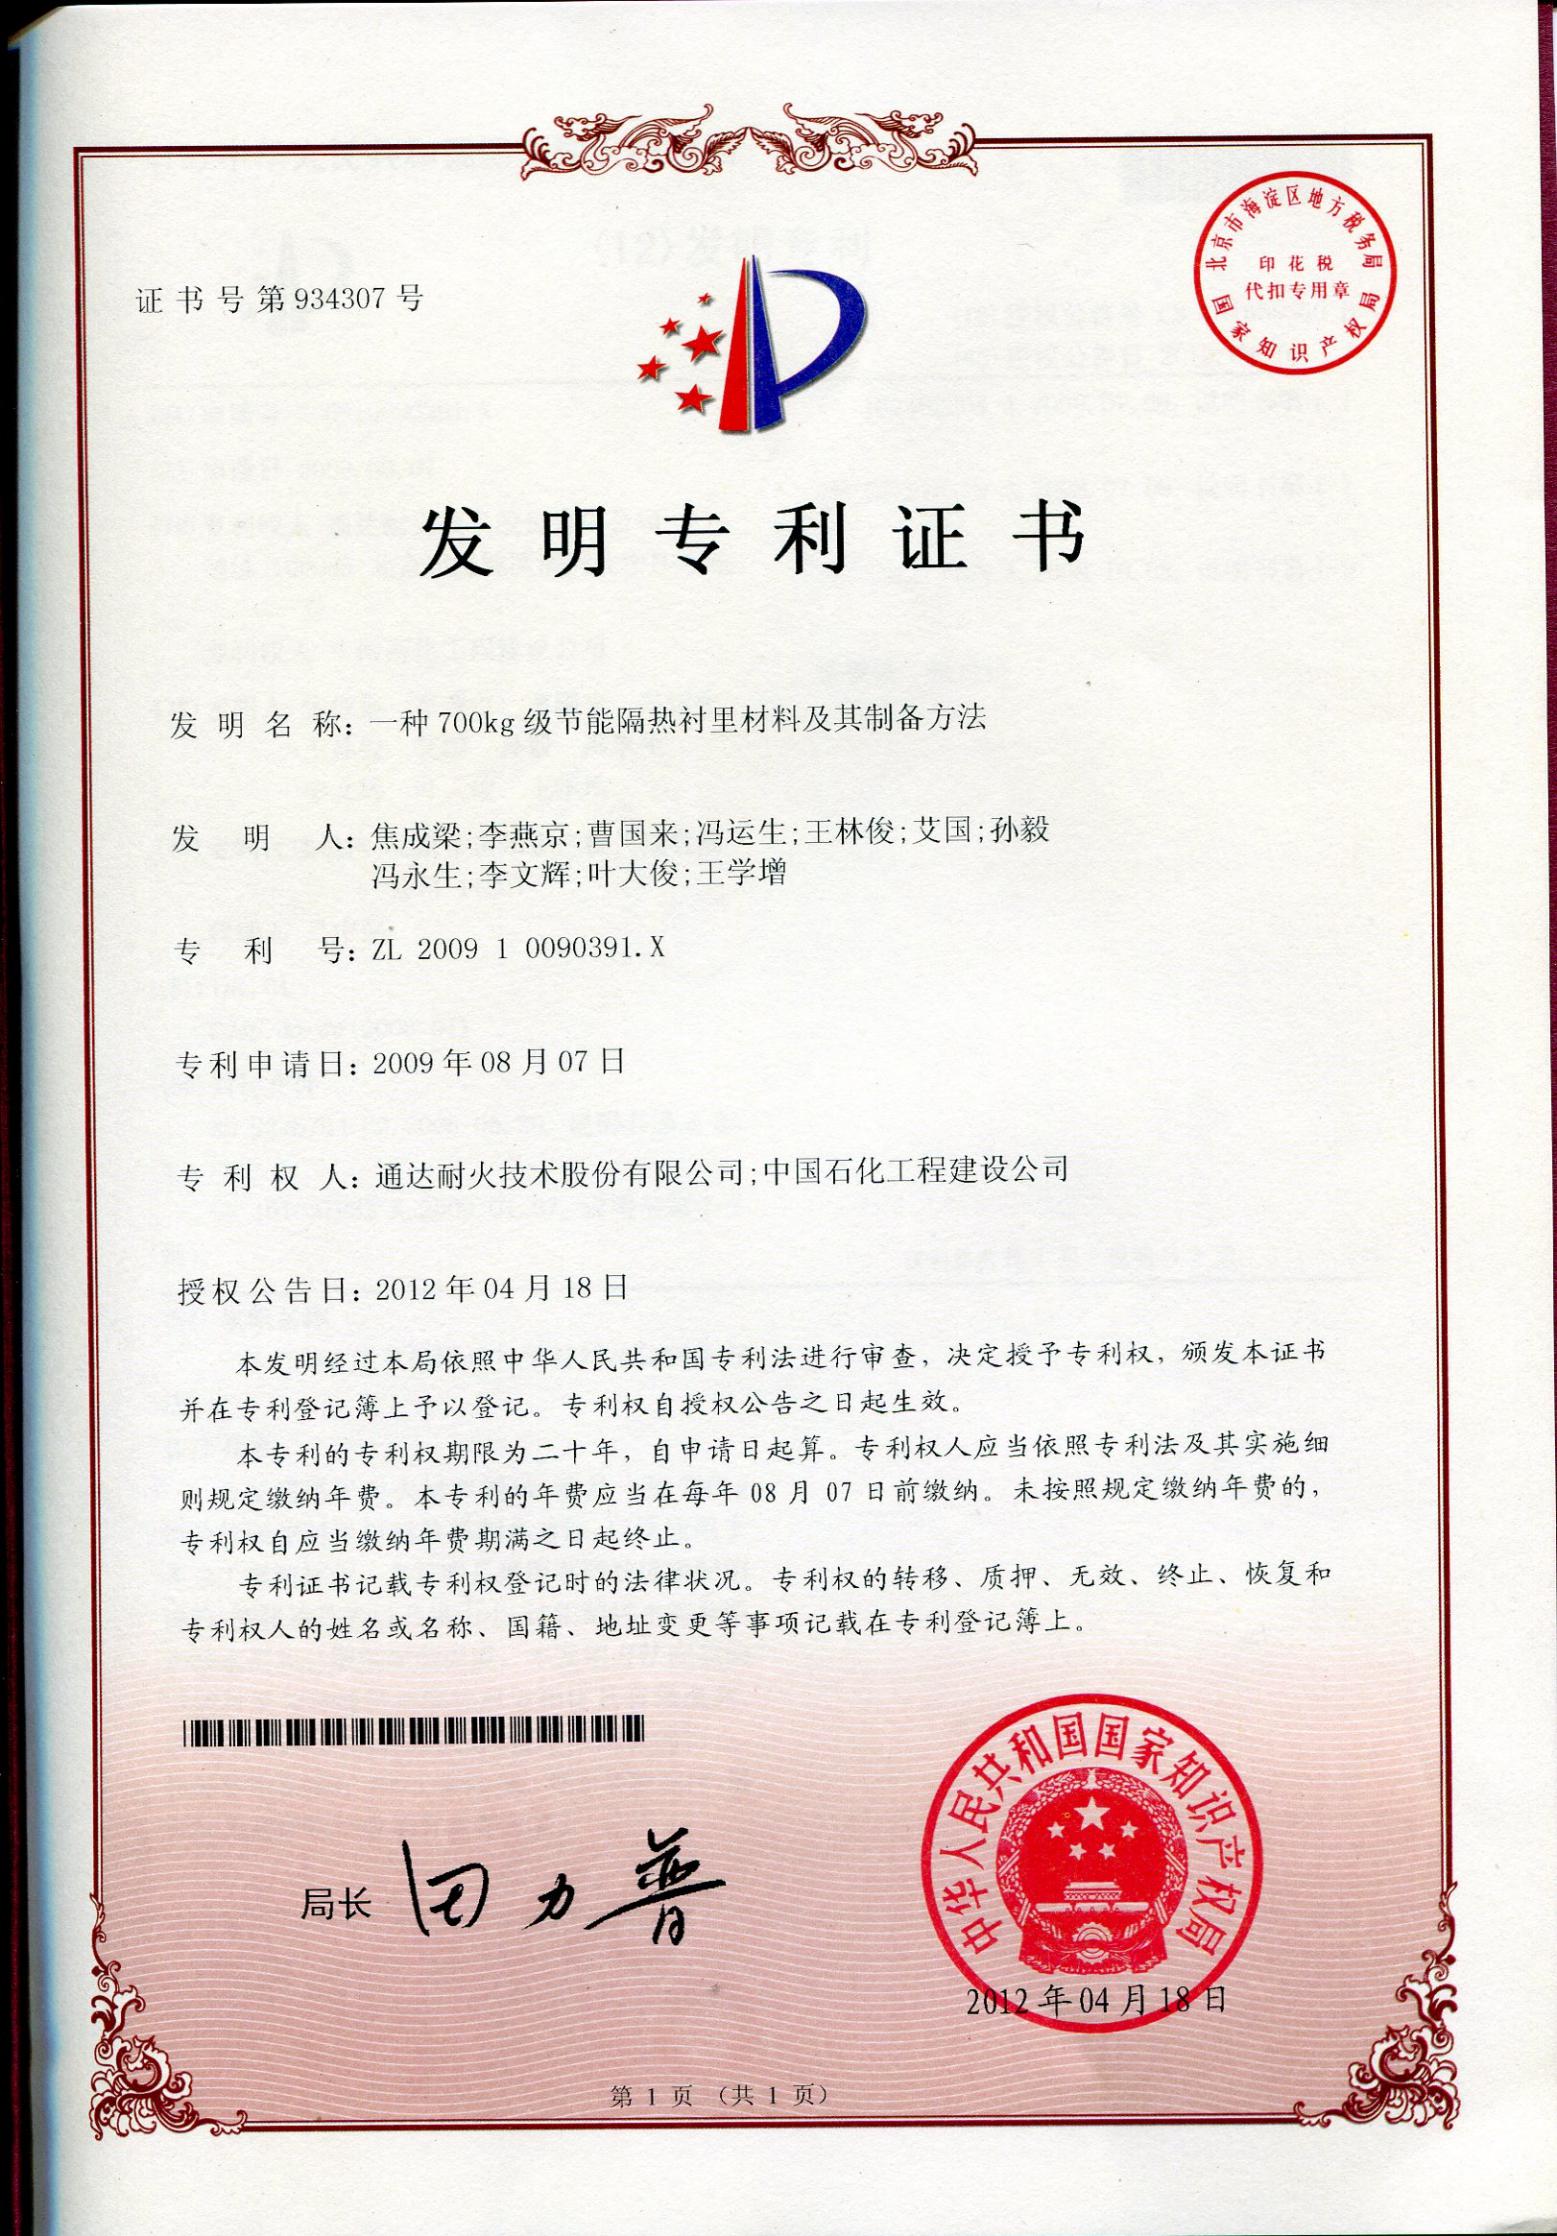 证书号第934307号
北京市海淀区地方税务局
印花税
代扣专用章
国家知识产权局
发明专利证书
发明名称：一种700kg级节能隔热衬里材料及其制备方法
发明人：焦成梁;李燕京;曹国来;冯运生;王林俊;艾国;孙毅
冯永生;李文辉;叶大俊;王学增
专利号：ZL 2009 1 0090391.X
专利申请日：2009年08月07日
专利权人：通达耐火技术股份有限公司;中国石化工程建设公司
授权公告日：2012年04月18日
本发明经过本局依照中华人民共和国专利法进行审查，决定授予专利权，颁发本证书
并在专利登记簿上予以登记。专利权自授权公告之日起生效。
本专利的专利权期限为二十年，自申请日起算。专利权人应当依照专利法及其实施细
则规定缴纳年费。本专利的年费应当在每年08月07日前缴纳。未按照规定缴纳年费的，
专利权自应当缴纳年费期满之日起终止。
专利证书记载专利权登记时的法律状况。专利权的转移、质押、无效、终止、恢复和
专利权人的姓名或名称、国籍、地址变更等事项记载在专利登记簿上。
局长 田力普
中华人民共和国国家知识产权局
2012年04月18日
第1页（共1页）